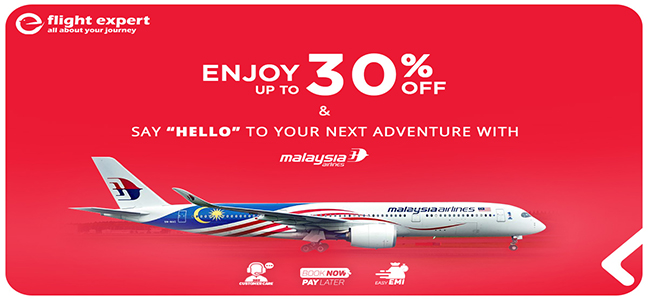 flight expert
all about your journey
ENJOY 30%
UP TO OFF
&
SAY “HELLO” TO YOUR NEXT ADVENTURE WITH
malaysia
airlines
malaysia airlines
CUSTOMER CARE
BOOK NOW
PAY LATER
EASY EMI